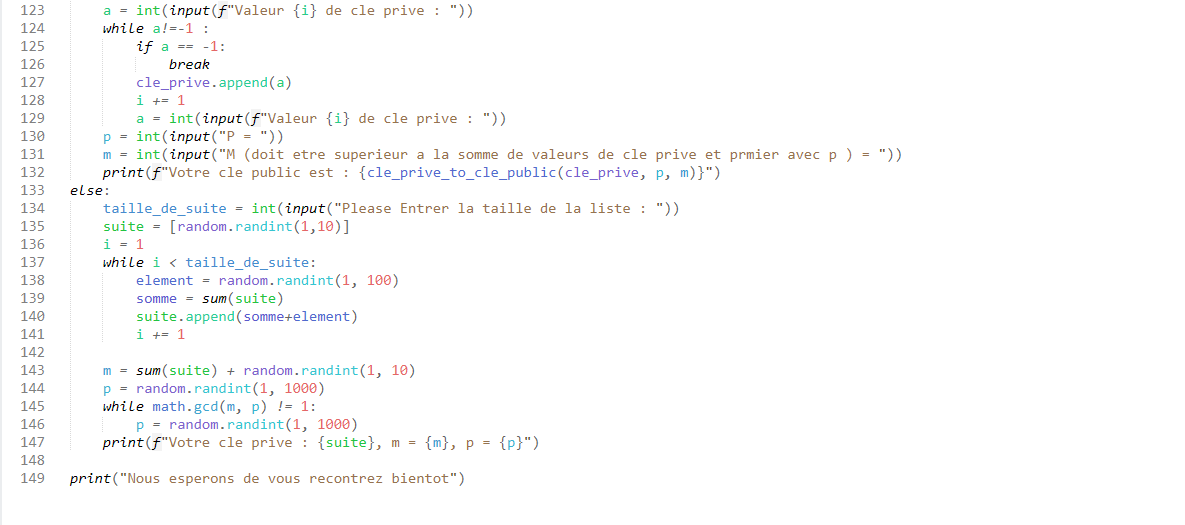 123 a = int(input(f"Valeur {i} de cle prive : "))
124 while a!=-1 :
125 if a == -1:
126 break
127 cle_prive.append(a)
128 i += 1
129 a = int(input(f"Valeur {i} de cle prive : "))
130 p = int(input("P = "))
131 m = int(input("M (doit etre superieur a la somme de valeurs de cle prive et prmier avec p ) = "))
132 print(f"Votre cle public est : {cle_prive_to_cle_public(cle_prive, p, m)}")
133 else:
134 taille_de_suite = int(input("Please Entrer la taille de la liste : "))
135 suite = [random.randint(1,10)]
136 i = 1
137 while i < taille_de_suite:
138 element = random.randint(1, 100)
139 somme = sum(suite)
140 suite.append(somme+element)
141 i += 1
142
143 m = sum(suite) + random.randint(1, 10)
144 p = random.randint(1, 1000)
145 while math.gcd(m, p) != 1:
146 p = random.randint(1, 1000)
147 print(f"Votre cle prive : {suite}, m = {m}, p = {p}")
148
149 print("Nous esperons de vous recontrez bientot")